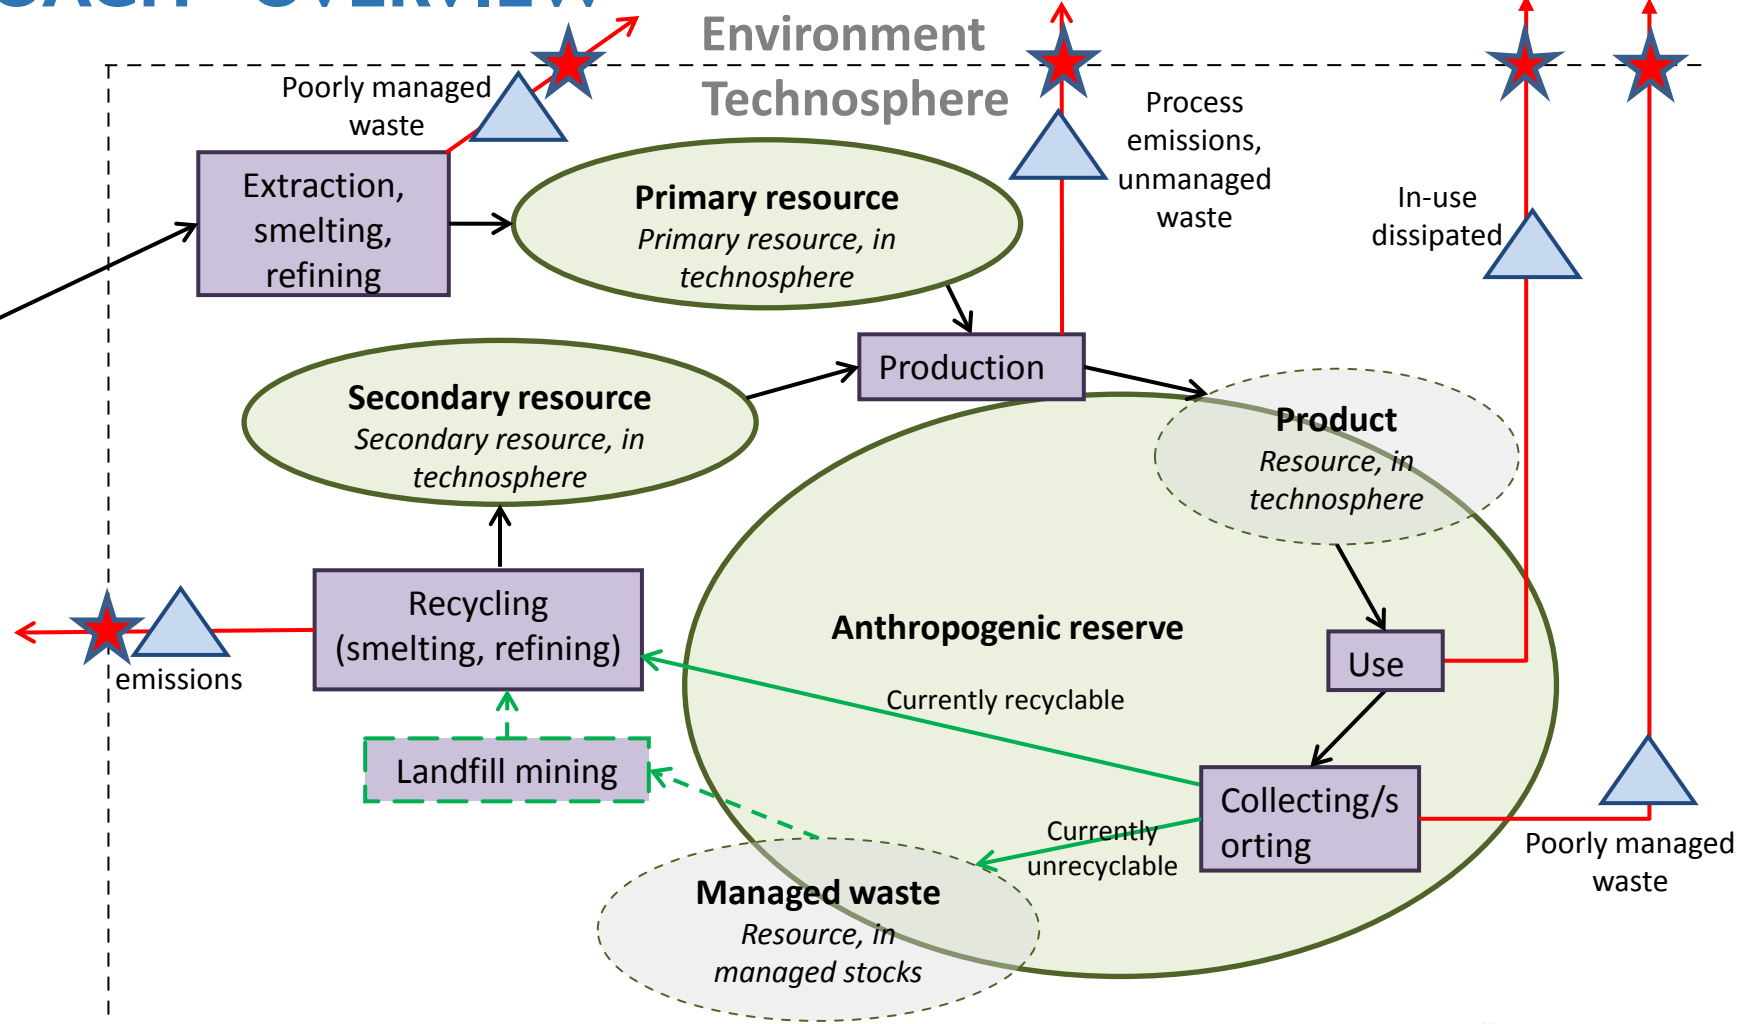 OVERVIEW
Environment
Technosphere
Poorly managed
waste
Process
emissions,
unmanaged
waste
Extraction,
smelting,
refining
Primary resource
Primary resource, in
technosphere
In-use
dissipated
Production
Secondary resource
Secondary resource, in
technosphere
Product
Resource, in
technosphere
Recycling
(smelting, refining)
emissions
Anthropogenic reserve
Use
Currently recyclable
Landfill mining
Collecting/s
orting
Currently
unrecyclable
Poorly managed
waste
Managed waste
Resource, in
managed stocks